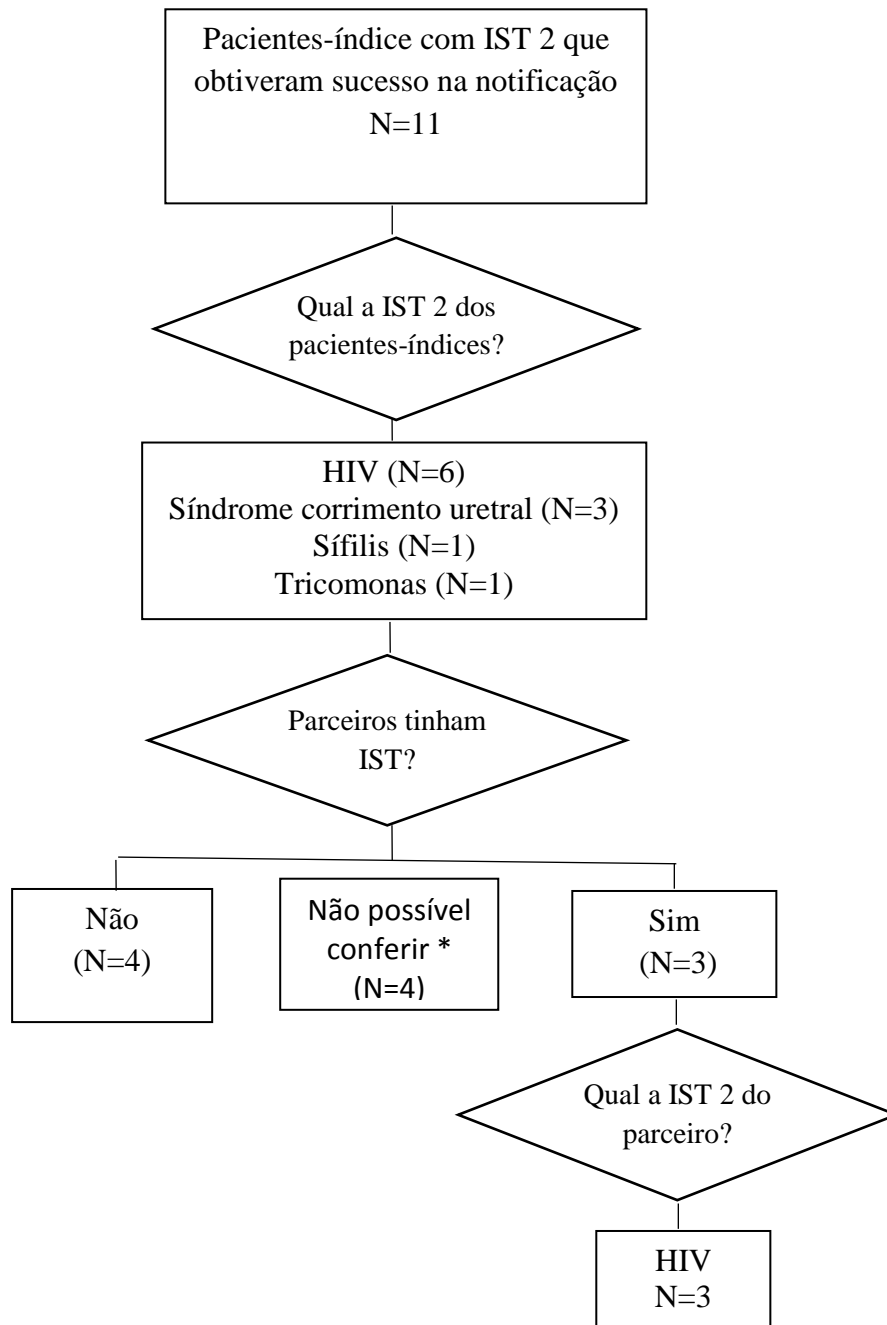 Pacientes-índice com IST 2 que
obtiveram sucesso na notificação
N=11
Qual a IST 2 dos
pacientes-índices?
HIV (N=6)
Síndrome corrimento uretral (N=3)
Sífilis (N=1)
Tricomonas (N=1)
Parceiros tinham
IST?
Não
(N=4)
Não possível
conferir *
(N=4)
Sim
(N=3)
Qual a IST 2 do
parceiro?
HIV
N=3